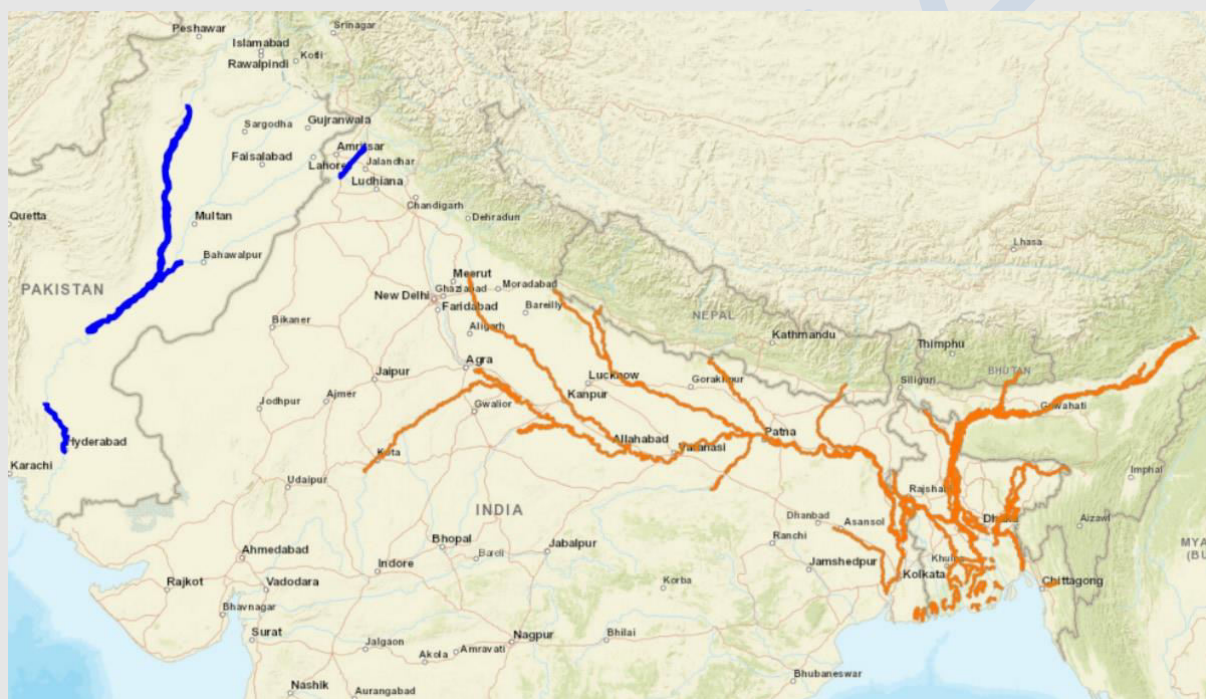 Srinagar
Peshawar
Islamabad
Rawalpindi
Kotli
Sargodha
Gujranwala
Faisalabad
Amritsar
Lahore
Jalandhar
Ludhiana
Chandigarh
Quetta
Multan
Dehradun
Lhasa
Bahawalpur
PAKISTAN
Meerut
Ghaziabad
Moradabad
New Delhi
Faridabad
Bareilly
NEPAL
Bikaner
Aligarh
Kathmandu
Thimphu
Agra
BHUTAN
Jaipur
Lucknow
Gorakhpur
Siliguri
Jodhpur
Ajmer
Kanpur
Guwahati
Gwalior
Hyderabad
Allahabad
Patna
Kota
Varanasi
Karachi
Imphal
Udaipur
Rajshahi
INDIA
Dhanbad
Asansol
Dhaka
Aizawl
Ahmedabad
Bhopal
Jabalpur
Ranchi
MYA
(BU
Indore
Jamshedpur
Khulna
Kolkata
Rajkot
Vadodara
Korba
Chittagong
Bhavnagar
Surat
Jalgaon
Nagpur
Bhilai
Akola
Amravati
Bhubaneswar
Nashik
Aurangabad